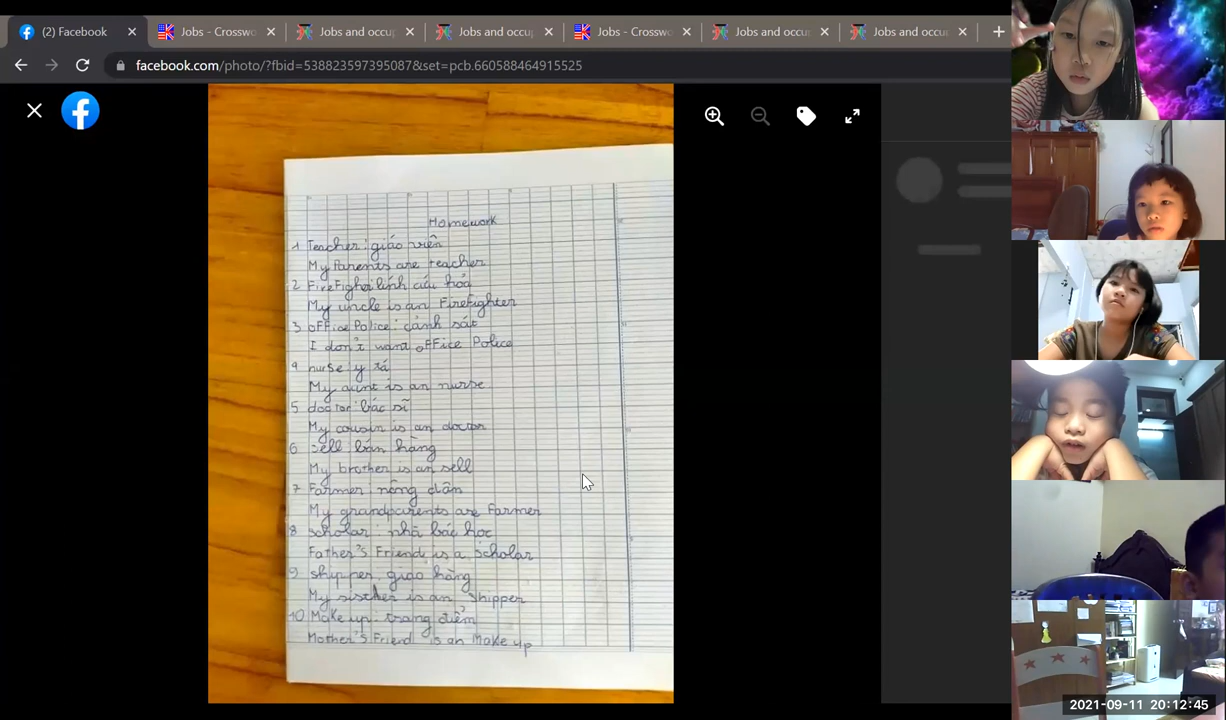 (2) Facebook
Jobs - Crosswo
Jobs and occup
Jobs and occup
Jobs - Crosswo
Jobs and occup
Jobs and occup
facebook.com/photo/?fbid=538823597395087&set=pcb.660588464915525
Homework
1 Teacher: giáo viên
My Parents are teacher
2 FireFighter lính cứu hỏa
My uncle is an FireFighter
3 oFFice Police: cảnh sát
I don't want oFFice Police
4 nurse y tá
My aunt is an nurse
5 doctor: bác sĩ
My cousin is an doctor
6 sell bán hàng
My brother is an sell
7 Farmer: nông dân
My grandparents are Farmer
8 scholar: nhà bác học
Father's Friend is a scholar
9 shipper: giao hàng
My sisther is an shipper
10 Make up: trang điểm
Mother's Friend is an Make up
2021-09-11 20:12:45